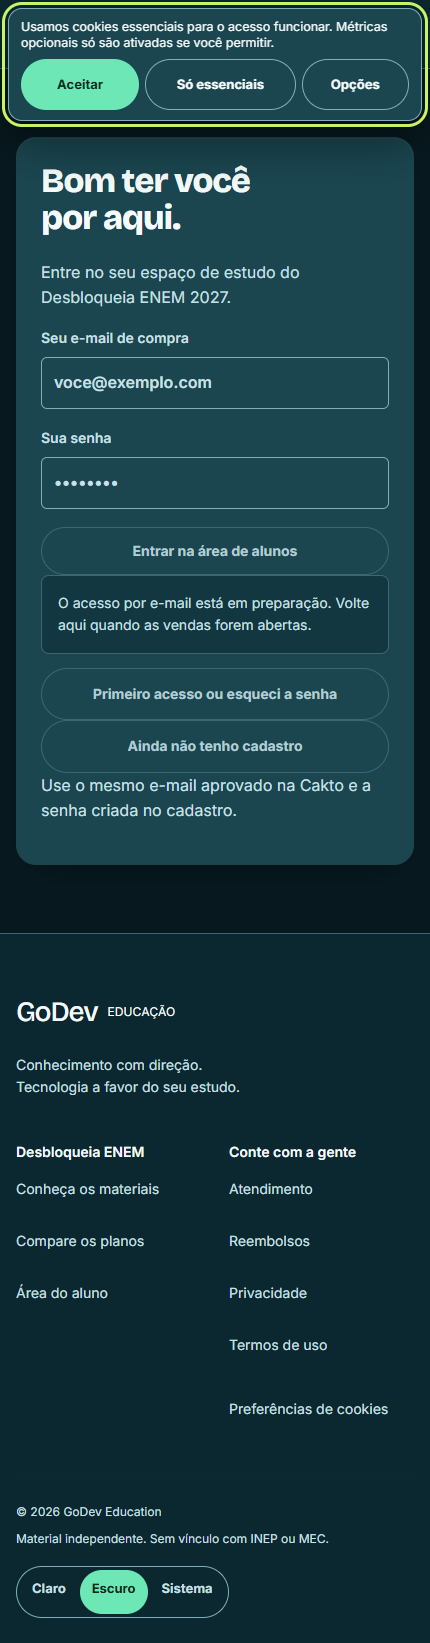 Usamos cookies essenciais para o acesso funcionar. Métricas
opcionais só são ativadas se você permitir.
Aceitar
Só essenciais
Opções
Bom ter você
por aqui.
Entre no seu espaço de estudo do
Desbloqueia ENEM 2027.
Seu e-mail de compra
voce@exemplo.com
Sua senha
••••••••
Entrar na área de alunos
O acesso por e-mail está em preparação. Volte
aqui quando as vendas forem abertas.
Primeiro acesso ou esqueci a senha
Ainda não tenho cadastro
Use o mesmo e-mail aprovado na Cakto e a
senha criada no cadastro.
GoDev EDUCAÇÃO
Conhecimento com direção.
Tecnologia a favor do seu estudo.
Desbloqueia ENEM
Conheça os materiais
Compare os planos
Área do aluno
Conte com a gente
Atendimento
Reembolsos
Privacidade
Termos de uso
Preferências de cookies
© 2026 GoDev Education
Material independente. Sem vínculo com INEP ou MEC.
Claro
Escuro
Sistema